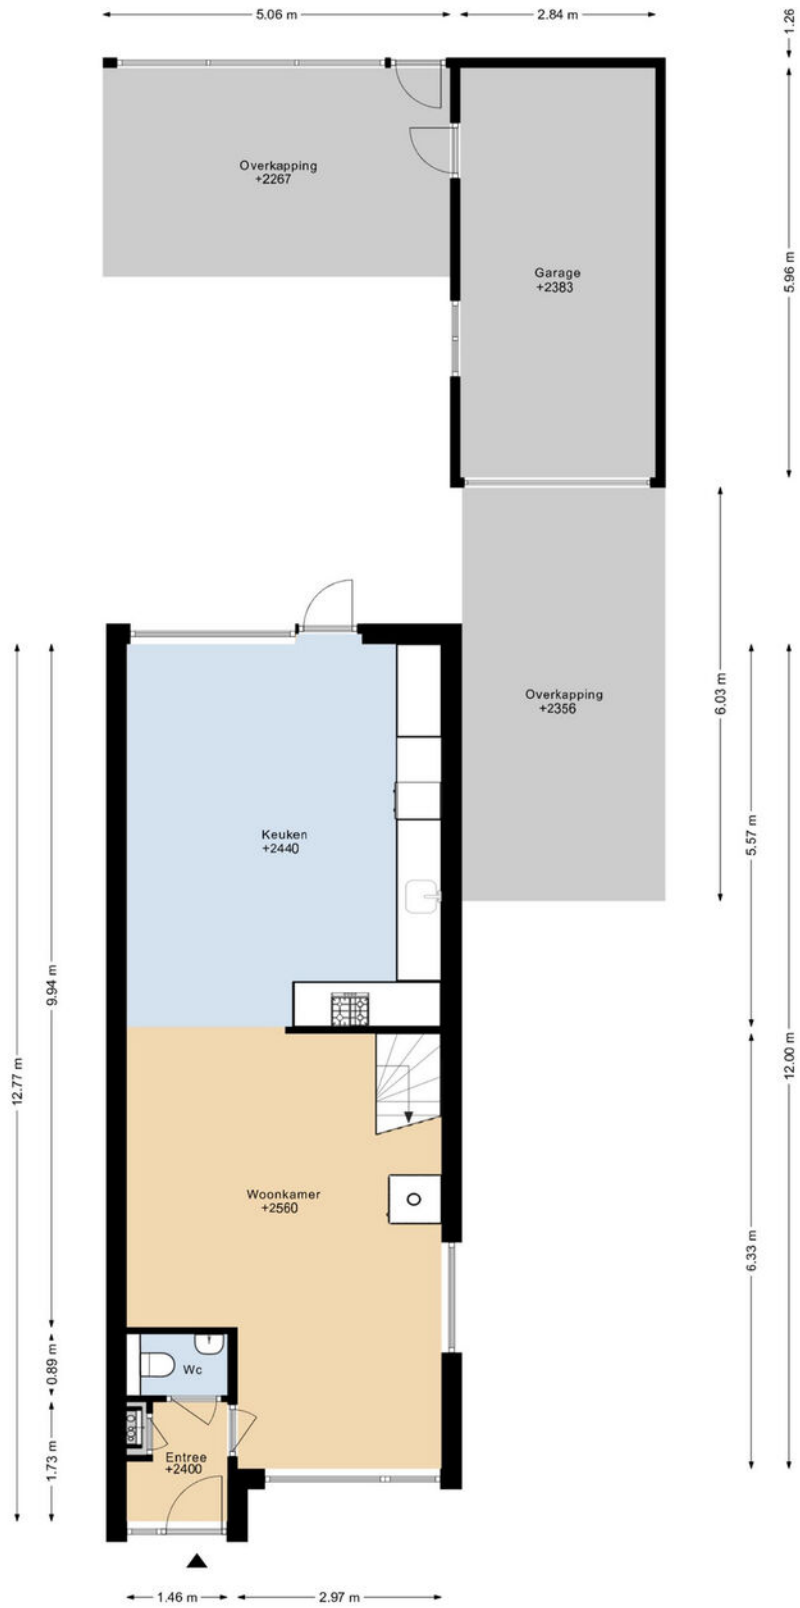 5.06 m
2.84 m
1.26
Overkapping
+2267
Garage
+2383
5.96 m
Overkapping
+2356
6.03 m
Keuken
+2440
5.57 m
9.94 m
12.77 m
12.00 m
Woonkamer
+2560
6.33 m
0.89 m
Wc
1.73 m
Entree
+2400
1.46 m
2.97 m